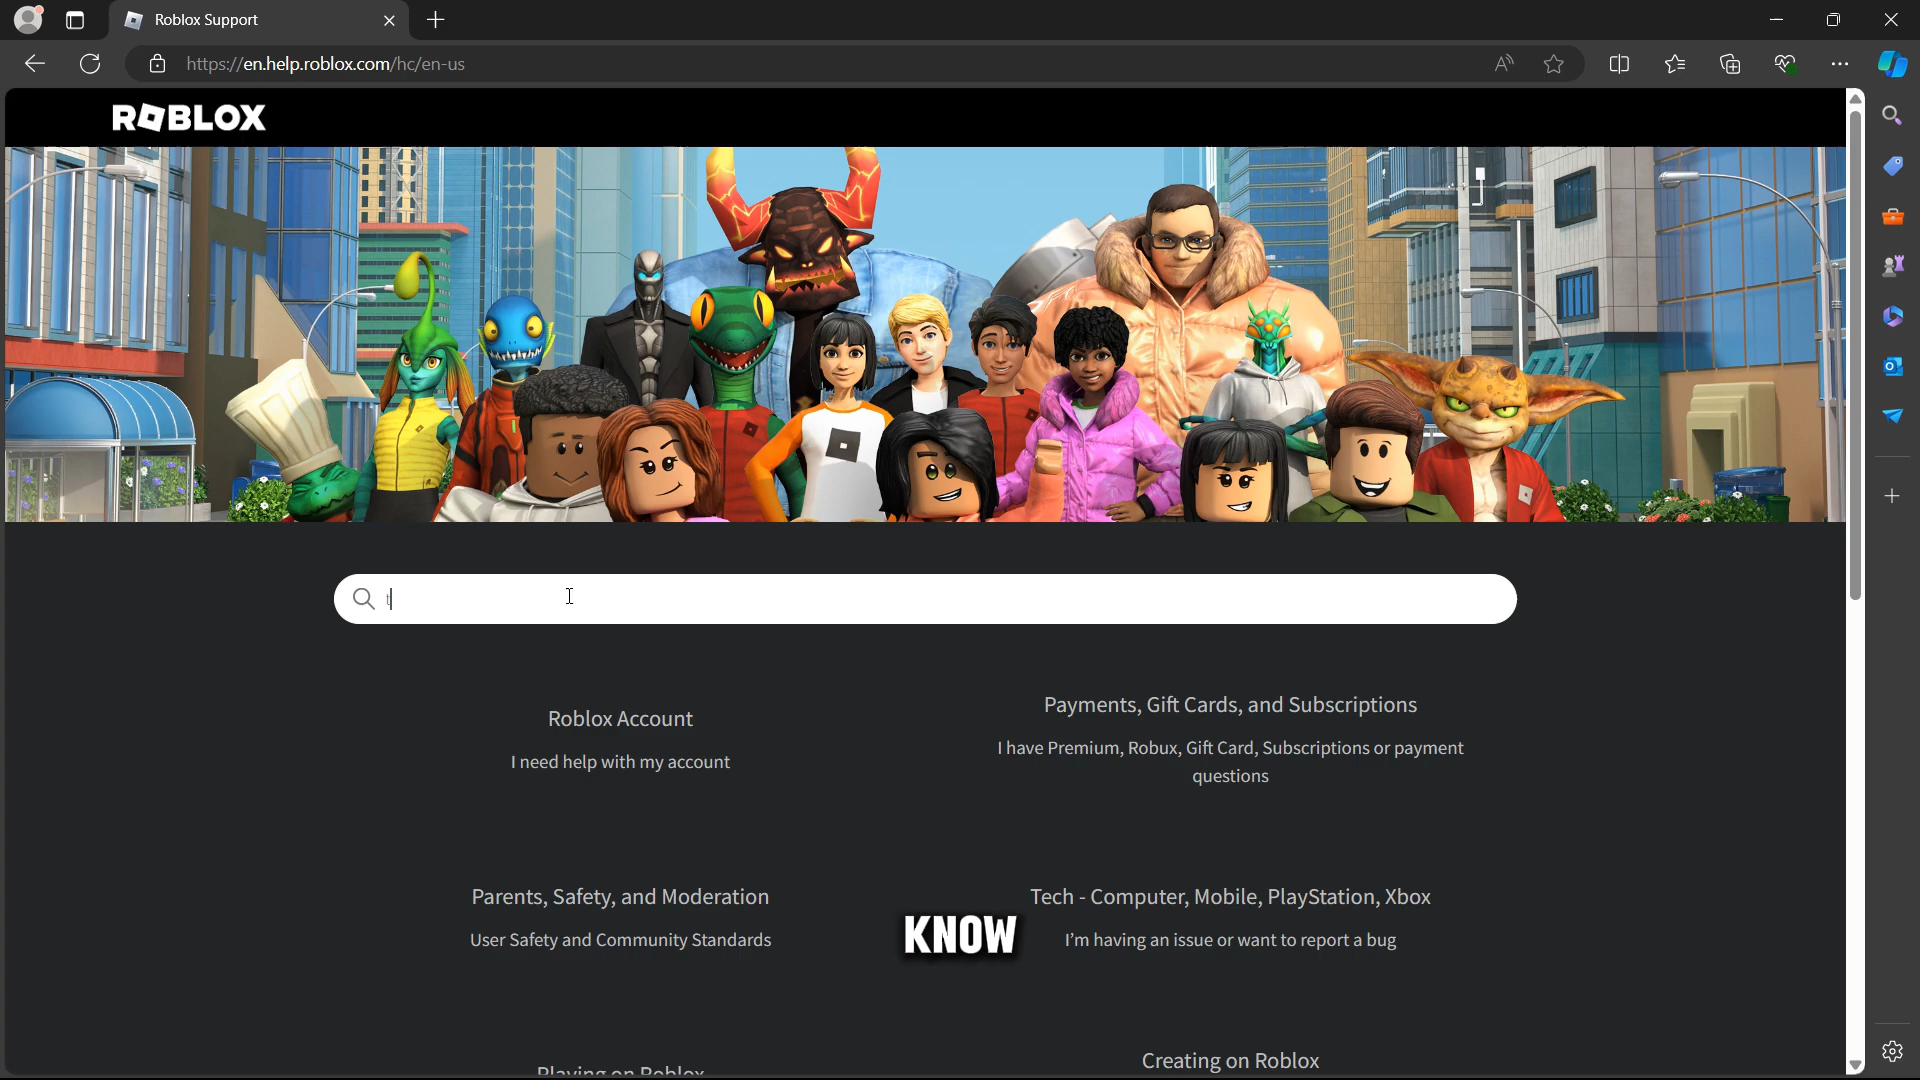 Roblox Support
https://en.help.roblox.com/hc/en-us
ROBLOX
t
Roblox Account
I need help with my account
Payments, Gift Cards, and Subscriptions
I have Premium, Robux, Gift Card, Subscriptions or payment
questions
Parents, Safety, and Moderation
User Safety and Community Standards
Tech - Computer, Mobile, PlayStation, Xbox
I'm having an issue or want to report a bug
KNOW
Playing on Roblox
Creating on Roblox